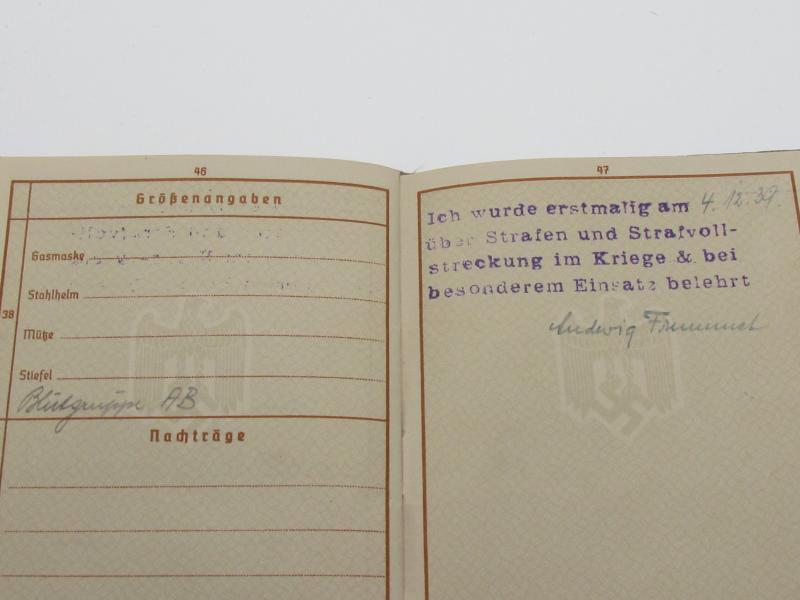 46
Größenangaben
Gasmaske
Stahlhelm
38
Mütze
Stiefel
Blutgruppe AB
Nachträge
47
Ich wurde erstmalig am 4.12.39.
über Strafen und Strafvoll-
streckung im Kriege & bei
besonderem Einsatz belehrt
Ludwig